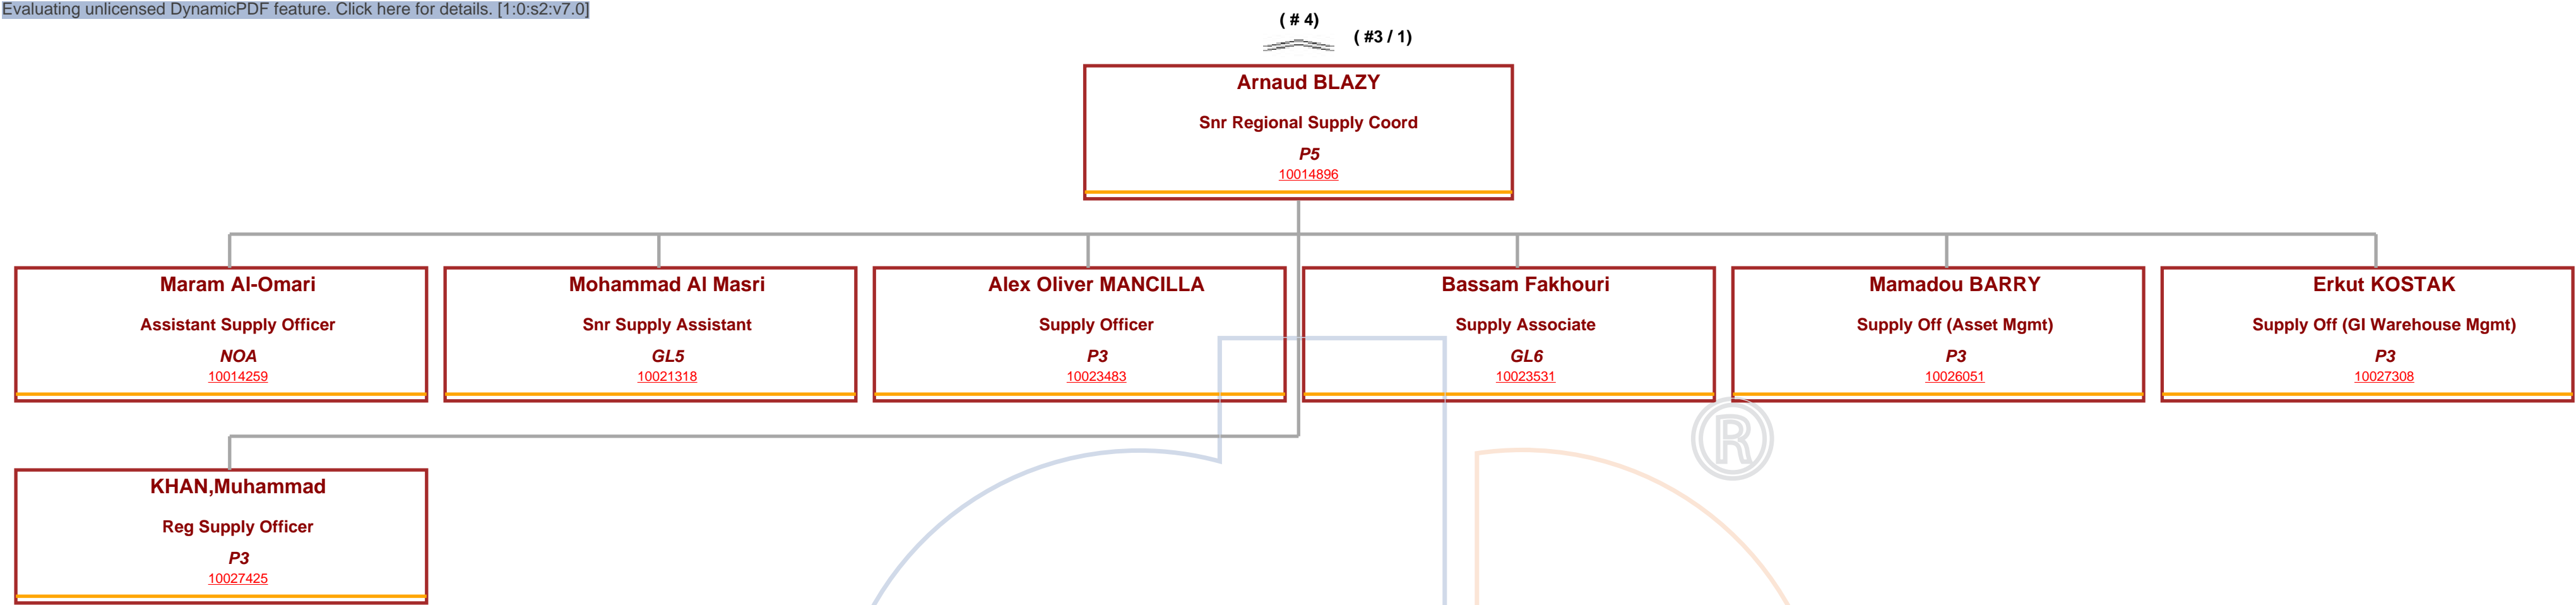 Evaluating unlicensed DynamicPDF feature. Click here for details. [1:0:s2:v7.0]
( # 4)
( #3 / 1)
Arnaud BLAZY
Snr Regional Supply Coord
P5
10014896
Maram Al-Omari
Assistant Supply Officer
NOA
10014259
Mohammad Al Masri
Snr Supply Assistant
GL5
10021318
Alex Oliver MANCILLA
Supply Officer
P3
10023483
Bassam Fakhouri
Supply Associate
GL6
10023531
Mamadou BARRY
Supply Off (Asset Mgmt)
P3
10026051
Erkut KOSTAK
Supply Off (GI Warehouse Mgmt)
P3
10027308
KHAN,Muhammad
Reg Supply Officer
P3
10027425
®